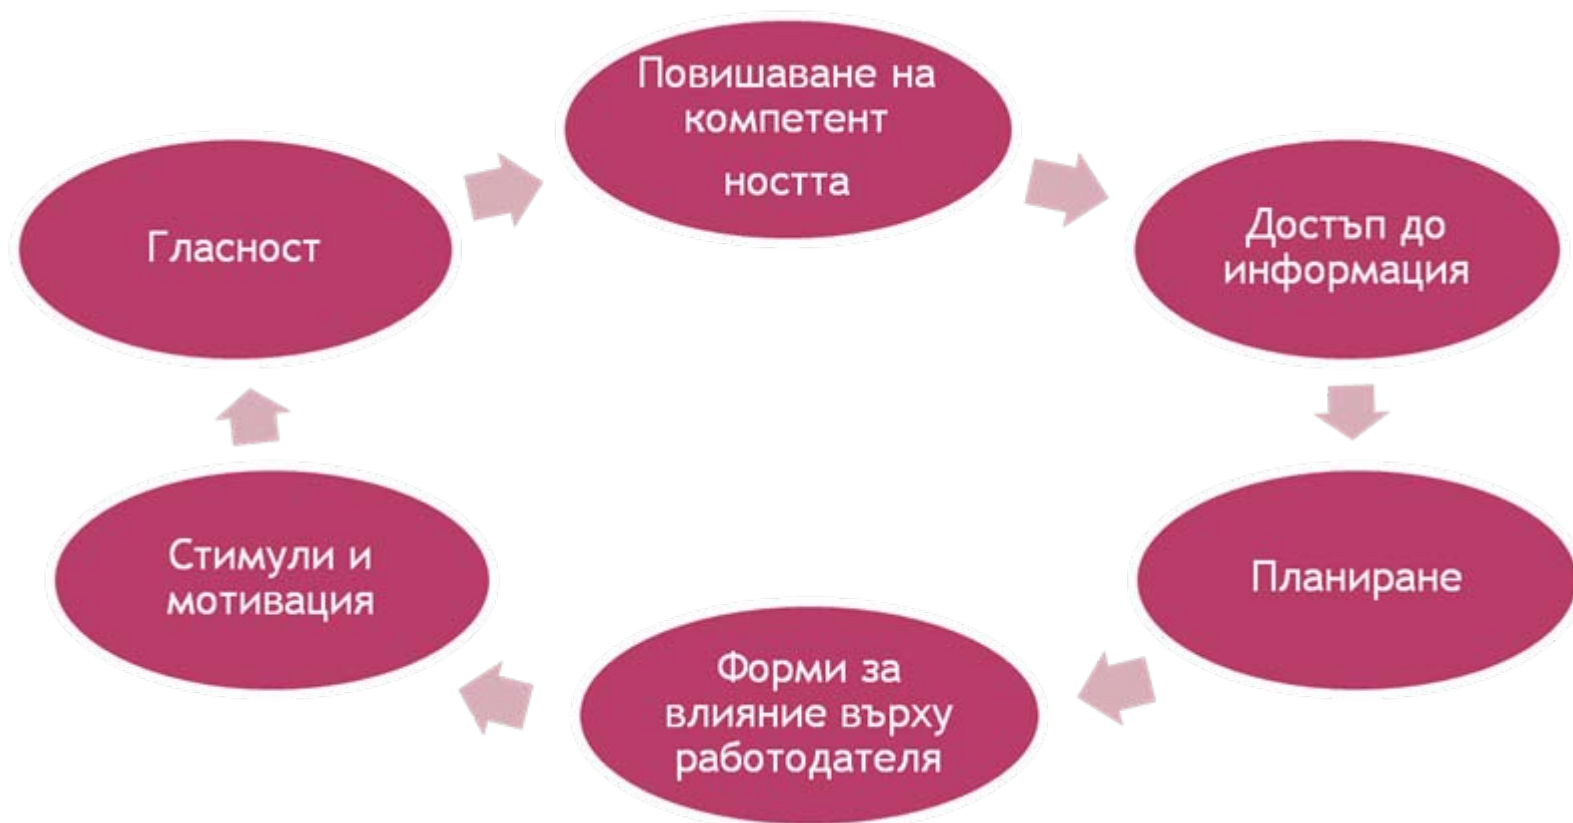 Повишаване на
компетент
ността
Достъп до
информация
Планиране
Форми за
влияние върху
работодателя
Стимули и
мотивация
Гласност